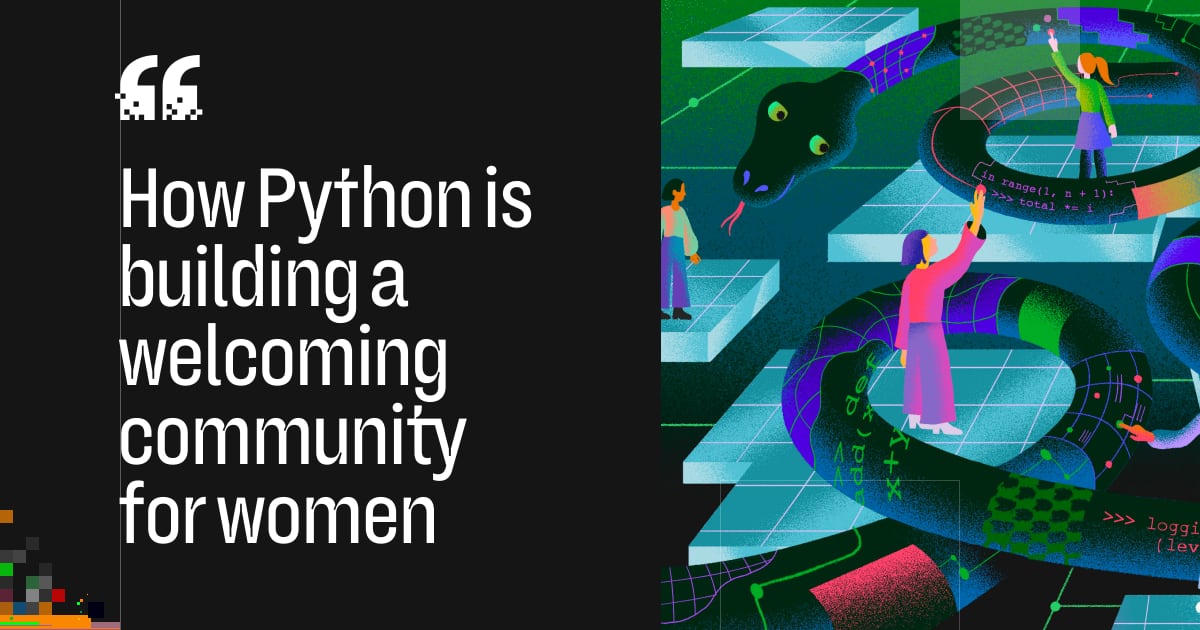 “
How Python is
building a
welcoming
community
for women
in range(1, n + 1):
>>> total *= i
>>> def
add(x
x+y
>>> loggi
(lev